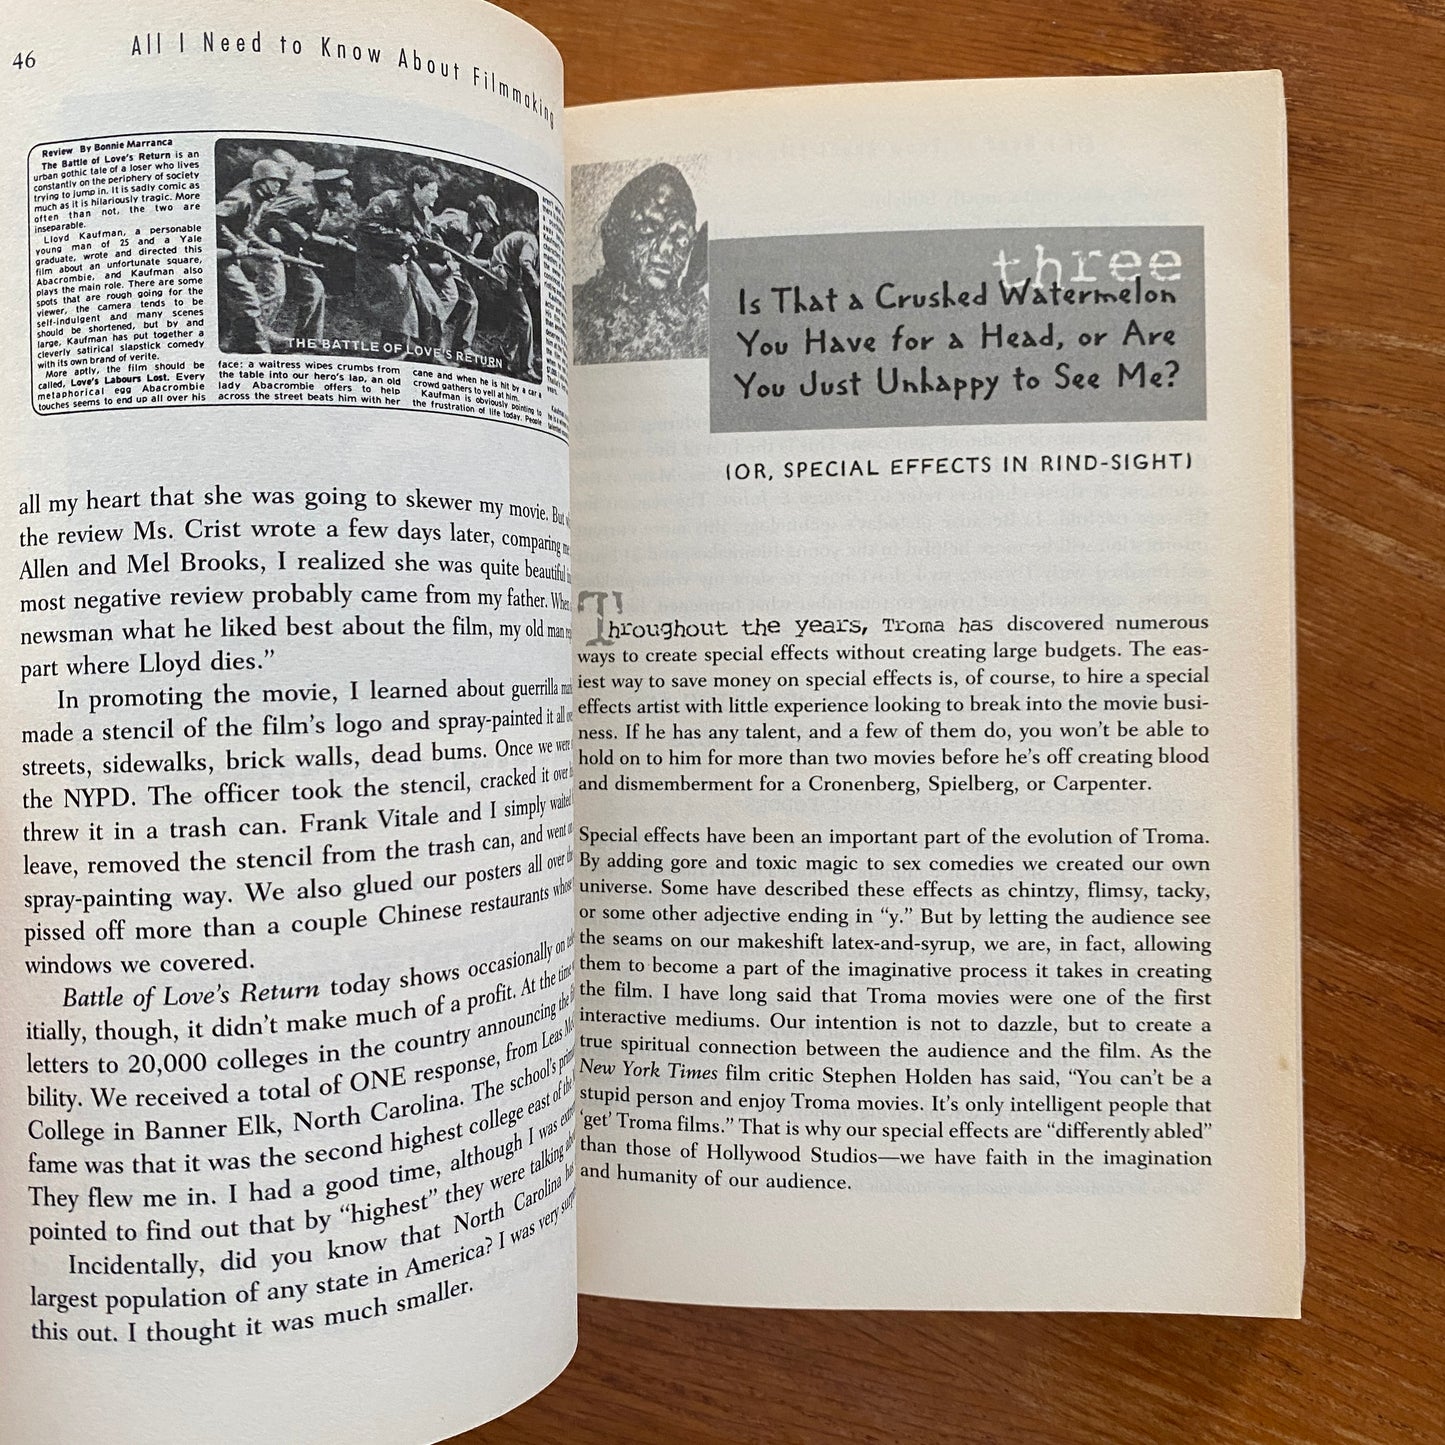 46
All I Need to Know About Filmmaking
Review By Bonnie Marranca
The Battle of Love's Return is an
urban gothic tale of a loser who lives
constantly on the periphery of society
trying to jump in. It is sadly comic as
much as it is hilariously tragic. More
often than not, the two are
inseparable.
Lloyd Kaufman, a personable
young man of 25 and a Yale
graduate, wrote and directed this
film about an unfortunate square,
Abacrombie, and Kaufman also
plays the main role. There are some
spots that are rough going for the
viewer, the camera tends to be
self-indulgent and many scenes
should be shortened, but by and
large, Kaufman has put together a
cleverly satirical slapstick comedy
with its own brand of verite.
More aptly, the film should be
called, Love's Labours Lost. Every
metaphorical egg Abacrombie
touches seems to end up all over his
THE BATTLE OF LOVE'S RETURN
face: a waitress wipes crumbs from
the table into our hero's lap, an old
lady Abacrombie offers to help
across the street beats him with her
cane and when he is hit by a car a
crowd gathers to yell at him.
Kaufman is obviously pointing to
the frustration of life today. People
all my heart that she was going to skewer my movie. But
the review Ms. Crist wrote a few days later, comparing me
Allen and Mel Brooks, I realized she was quite beautiful
most negative review probably came from my father. When
newsman what he liked best about the film, my old man
part where Lloyd dies.”
In promoting the movie, I learned about guerrilla
made a stencil of the film’s logo and spray-painted it all
streets, sidewalks, brick walls, dead bums. Once we were
the NYPD. The officer took the stencil, cracked it over
threw it in a trash can. Frank Vitale and I simply waited
leave, removed the stencil from the trash can, and went
spray-painting way. We also glued our posters all over
pissed off more than a couple Chinese restaurants whose
windows we covered.
Battle of Love’s Return today shows occasionally on
itially, though, it didn’t make much of a profit. At the time
letters to 20,000 colleges in the country announcing the
bility. We received a total of ONE response, from Leas
College in Banner Elk, North Carolina. The school’s
fame was that it was the second highest college east of the
They flew me in. I had a good time, although I was
pointed to find out that by “highest” they were talking
Incidentally, did you know that North Carolina has
largest population of any state in America? I was very
this out. I thought it was much smaller.
three
Is That a Crushed Watermelon
You Have for a Head, or Are
You Just Unhappy to See Me?
(OR, SPECIAL EFFECTS IN RIND-SIGHT)
Throughout the years, Troma has discovered numerous
ways to create special effects without creating large budgets. The eas-
iest way to save money on special effects is, of course, to hire a special
effects artist with little experience looking to break into the movie busi-
ness. If he has any talent, and a few of them do, you won’t be able to
hold on to him for more than two movies before he’s off creating blood
and dismemberment for a Cronenberg, Spielberg, or Carpenter.
Special effects have been an important part of the evolution of Troma.
By adding gore and toxic magic to sex comedies we created our own
universe. Some have described these effects as chintzy, flimsy, tacky,
or some other adjective ending in “y.” But by letting the audience see
the seams on our makeshift latex-and-syrup, we are, in fact, allowing
them to become a part of the imaginative process it takes in creating
the film. I have long said that Troma movies were one of the first
interactive mediums. Our intention is not to dazzle, but to create a
true spiritual connection between the audience and the film. As the
New York Times film critic Stephen Holden has said, “You can’t be a
stupid person and enjoy Troma movies. It’s only intelligent people that
‘get’ Troma films.” That is why our special effects are “differently abled”
than those of Hollywood Studios—we have faith in the imagination
and humanity of our audience.